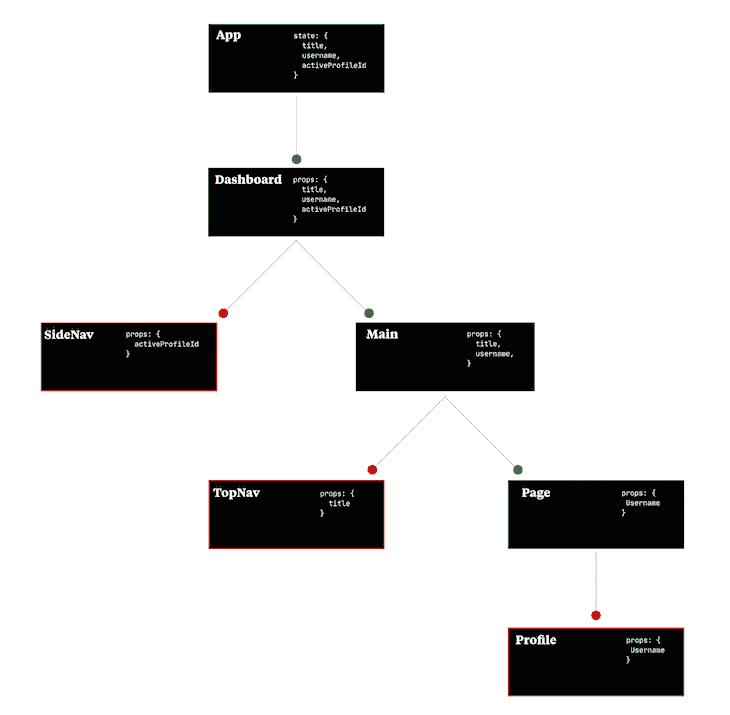 App
state: {
title,
username,
activeProfileId
}
Dashboard
props: {
title,
username,
activeProfileId
}
SideNav
props: {
activeProfileId
}
Main
props: {
title,
username,
}
TopNav
props: {
title
}
Page
props: {
Username
}
Profile
props: {
Username
}